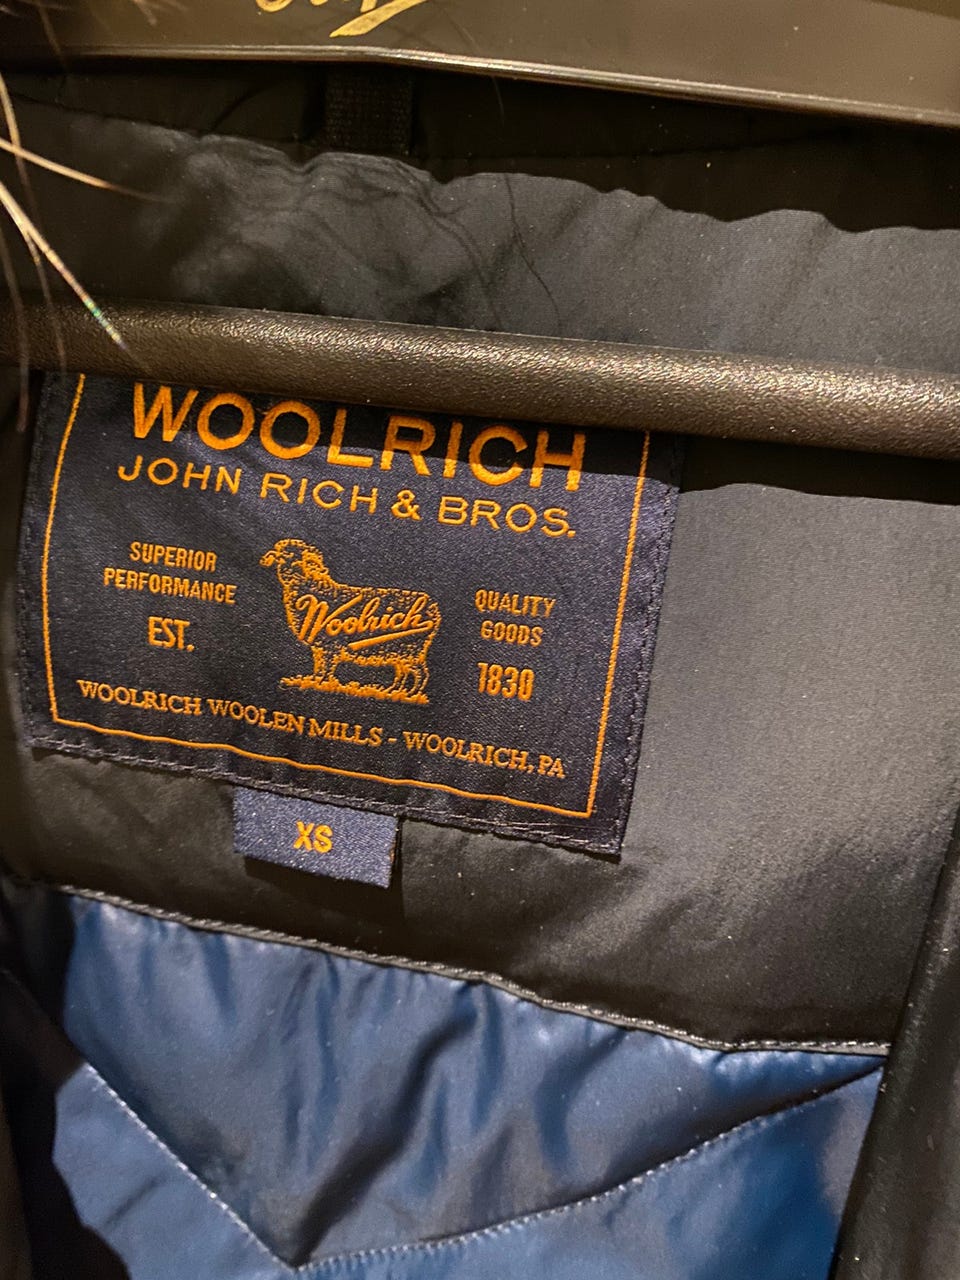 WOOLRICH
JOHN RICH & BROS.
SUPERIOR
PERFORMANCE
EST.
Woolrich
QUALITY
GOODS
1830
WOOLRICH WOOLEN MILLS - WOOLRICH, PA
XS